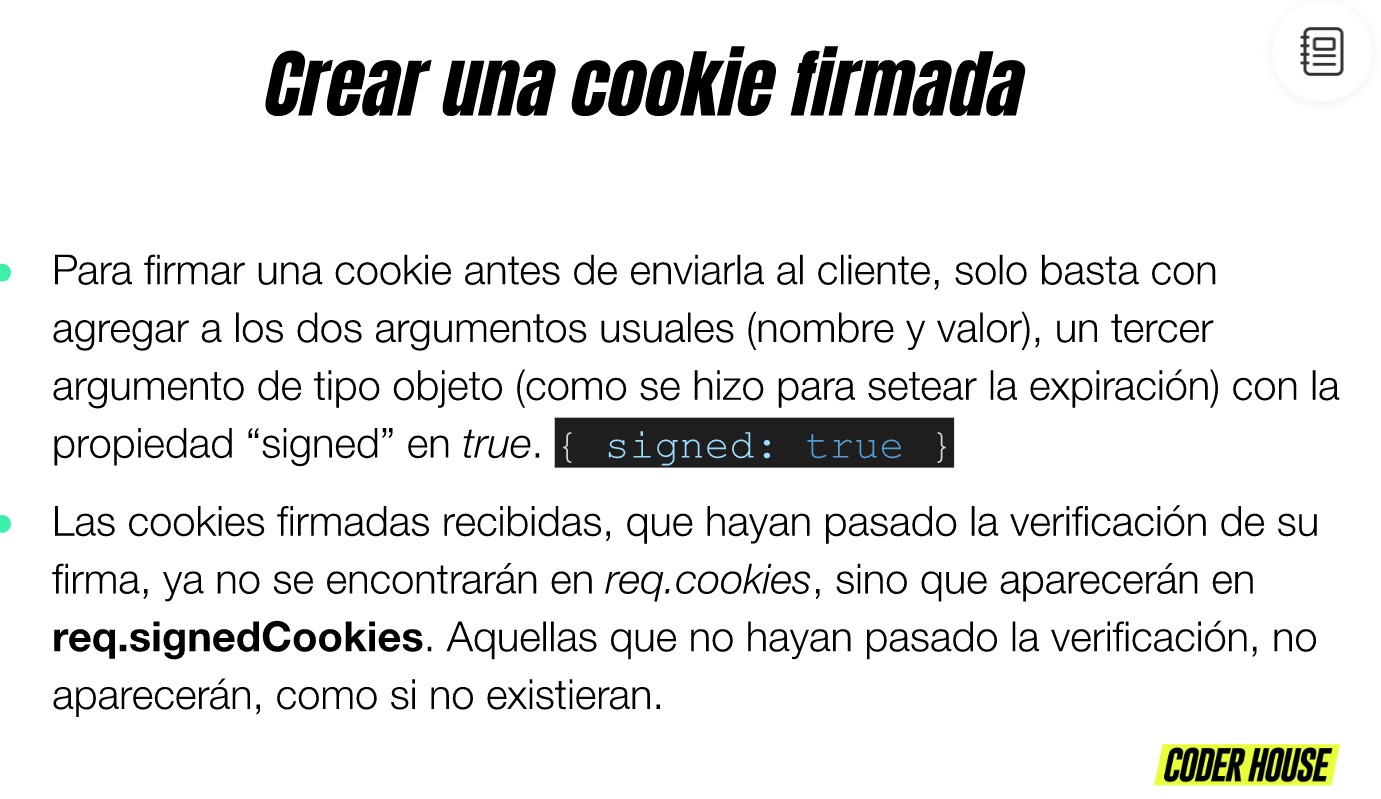 Crear una cookie firmada
Para firmar una cookie antes de enviarla al cliente, solo basta con
agregar a los dos argumentos usuales (nombre y valor), un tercer
argumento de tipo objeto (como se hizo para setear la expiración) con la
propiedad “signed” en true. { signed: true }
Las cookies firmadas recibidas, que hayan pasado la verificación de su
firma, ya no se encontrarán en req.cookies, sino que aparecerán en
req.signedCookies. Aquellas que no hayan pasado la verificación, no
aparecerán, como si no existieran.
CODER HOUSE